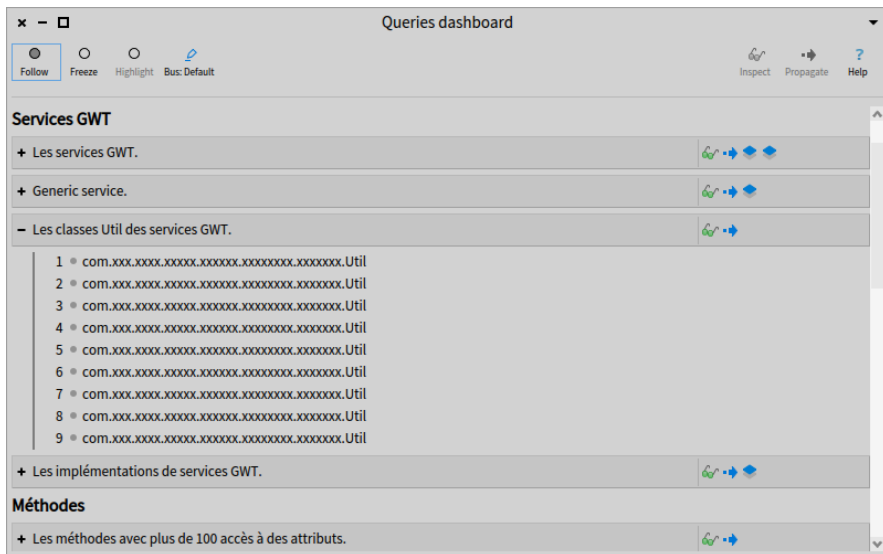 Queries dashboard
Follow Freeze Highlight Bus: Default Inspect Propagate Help
Services GWT
+ Les services GWT.
+ Generic service.
− Les classes Util des services GWT.
1 com.xxx.xxxx.xxxxx.xxxxxx.xxxxxxxx.xxxxxxx.Util
2 com.xxx.xxxx.xxxxx.xxxxxx.xxxxxxxx.xxxxxxx.Util
3 com.xxx.xxxx.xxxxx.xxxxxx.xxxxxxxx.xxxxxxx.Util
4 com.xxx.xxxx.xxxxx.xxxxxx.xxxxxxxx.xxxxxxx.Util
5 com.xxx.xxxx.xxxxx.xxxxxx.xxxxxxxx.xxxxxxx.Util
6 com.xxx.xxxx.xxxxx.xxxxxx.xxxxxxxx.xxxxxxx.Util
7 com.xxx.xxxx.xxxxx.xxxxxx.xxxxxxxx.xxxxxxx.Util
8 com.xxx.xxxx.xxxxx.xxxxxx.xxxxxxxx.xxxxxxx.Util
9 com.xxx.xxxx.xxxxx.xxxxxx.xxxxxxxx.xxxxxxx.Util
+ Les implémentations de services GWT.
Méthodes
+ Les méthodes avec plus de 100 accès à des attributs.